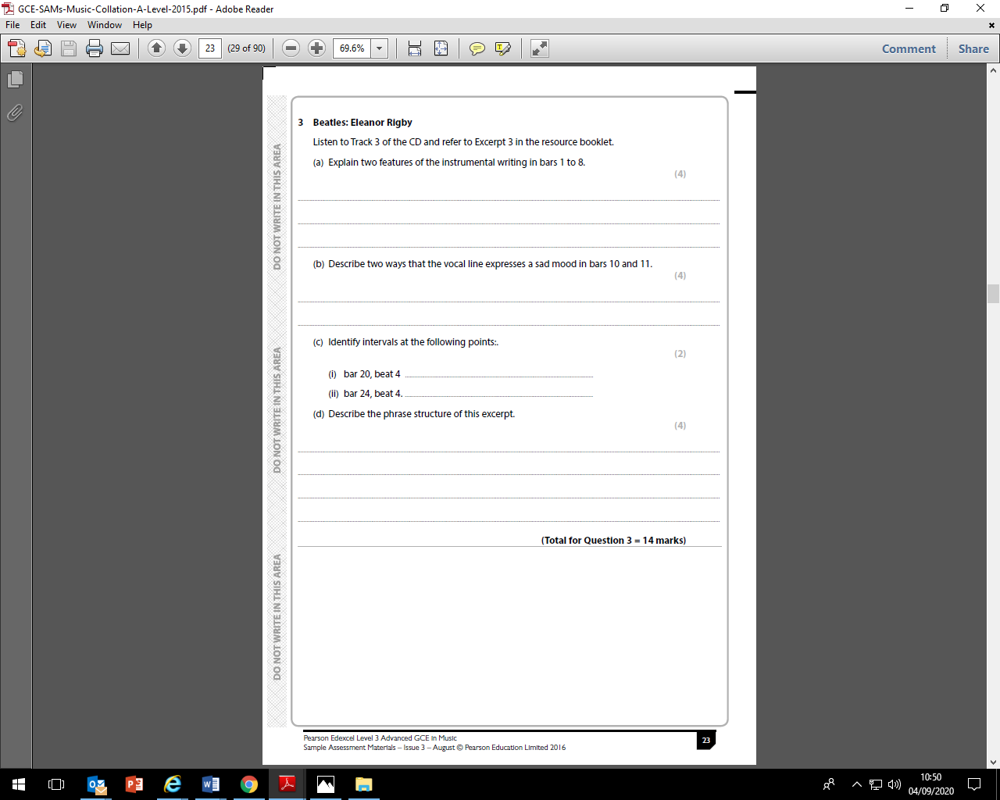 GCE-SAMs-Music-Collation-A-Level-2015.pdf - Adobe Reader
File Edit View Window Help
23 (29 of 90) 69.6% Comment Share
3 Beatles: Eleanor Rigby
Listen to Track 3 of the CD and refer to Excerpt 3 in the resource booklet.
(a) Explain two features of the instrumental writing in bars 1 to 8.
(4)
(b) Describe two ways that the vocal line expresses a sad mood in bars 10 and 11.
(4)
(c) Identify intervals at the following points:.
(2)
(i) bar 20, beat 4
(ii) bar 24, beat 4.
(d) Describe the phrase structure of this excerpt.
(4)
(Total for Question 3 = 14 marks)
DO NOT WRITE IN THIS AREA
DO NOT WRITE IN THIS AREA
DO NOT WRITE IN THIS AREA
Pearson Edexcel Level 3 Advanced GCE in Music
Sample Assessment Materials – Issue 3 – August © Pearson Education Limited 2016
23
10:50
04/09/2020